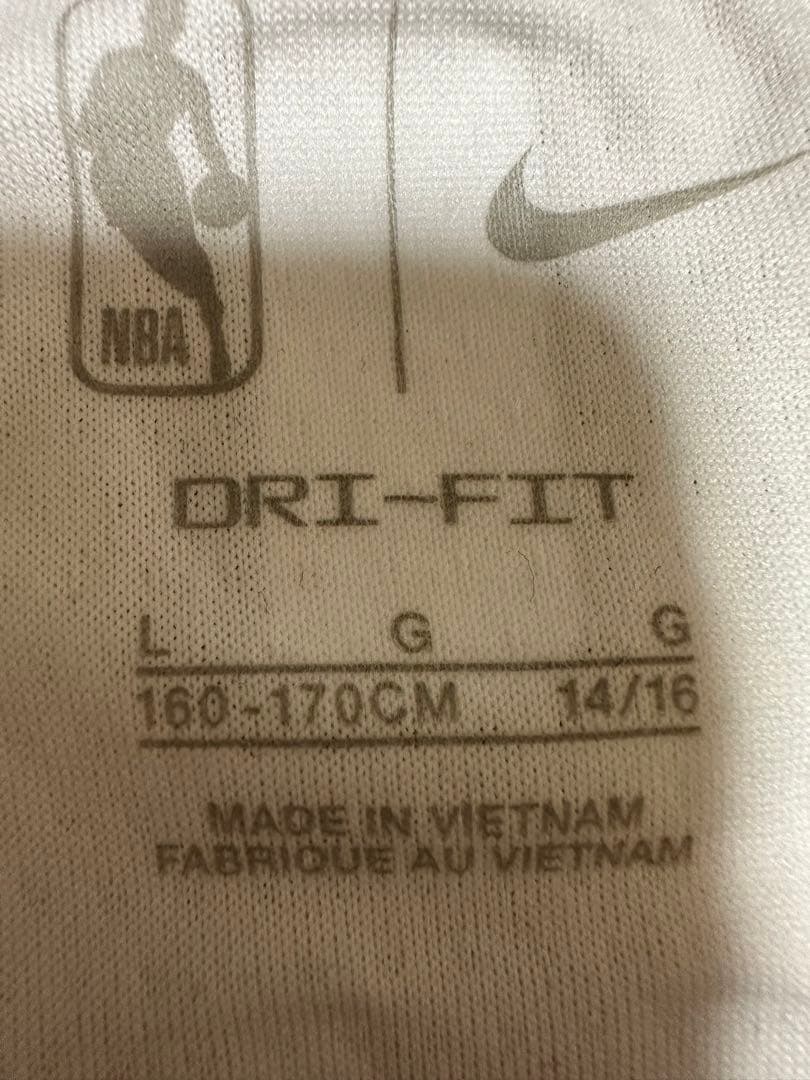 NBA
DRI-FIT
L G G
160-170CM 14/16
MADE IN VIETNAM
FABRIQUE AU VIETNAM